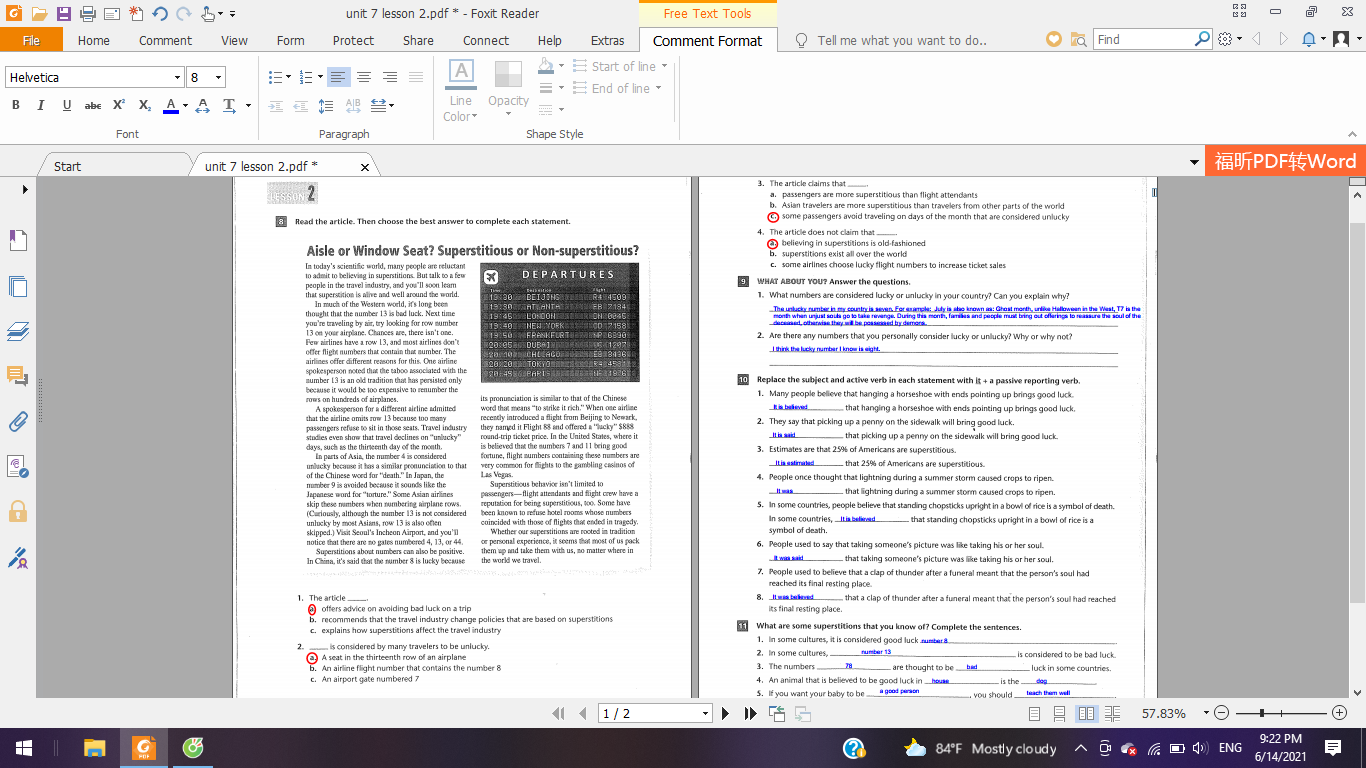 unit 7 lesson 2.pdf * - Foxit Reader
Free Text Tools
File Home Comment View Form Protect Share Connect Help Extras Comment Format Tell me what you want to do.. Find
Helvetica 8
Start of line
End of line
B I U abc X² X₂ A A T
Line Color
Opacity
Font Paragraph Shape Style
Start
unit 7 lesson 2.pdf *
福昕PDF转Word
LESSON 2
8 Read the article. Then choose the best answer to complete each statement.
Aisle or Window Seat? Superstitious or Non-superstitious?
In today's scientific world, many people are reluctant
to admit to believing in superstitions. But talk to a few
people in the travel industry, and you'll soon learn
that superstition is alive and well around the world.
In much of the Western world, it's long been
thought that the number 13 is bad luck. Next time
you're traveling by air, try looking for row number
13 on your airplane. Chances are, there isn't one.
Few airlines have a row 13, and most airlines don't
offer flight numbers that contain that number. The
airlines offer different reasons for this. One airline
spokesperson noted that the taboo associated with the
number 13 is an old tradition that has persisted only
because it would be too expensive to renumber the
rows on hundreds of airplanes.
A spokesperson for a different airline admitted
that the airline omits row 13 because too many
passengers refuse to sit in those seats. Travel industry
studies even show that travel declines on "unlucky"
days, such as the thirteenth day of the month.
In parts of Asia, the number 4 is considered
unlucky because it has a similar pronunciation to that
of the Chinese word for "death." In Japan, the
number 9 is avoided because it sounds like the
Japanese word for "torture." Some Asian airlines
skip these numbers when numbering airplane rows.
(Curiously, although the number 13 is not considered
unlucky by most Asians, row 13 is also often
skipped.) Visit Seoul's Incheon Airport, and you'll
notice that there are no gates numbered 4, 13, or 44.
Superstitions about numbers can also be positive.
In China, it's said that the number 8 is lucky because
DEPARTURES
Time Destination Flight
19:30 BEIJING
19:30 ATLANTA
19:45 LONDON
19:40 NEW YORK
19:50 FRANKFURT
20:05 DUBAI
20:10 CHICAGO
20:20 TOKYO
20:45 PARIS
its pronunciation is similar to that of the Chinese
word that means "to strike it rich." When one airline
recently introduced a flight from Beijing to Newark,
they named it Flight 88 and offered a "lucky" $888
round-trip ticket price. In the United States, where it
is believed that the numbers 7 and 11 bring good
fortune, flight numbers containing these numbers are
very common for flights to the gambling casinos of
Las Vegas.
Superstitious behavior isn't limited to
passengers—flight attendants and flight crew have a
reputation for being superstitious, too. Some have
been known to refuse hotel rooms whose numbers
coincided with those of flights that ended in tragedy.
Whether our superstitions are rooted in tradition
or personal experience, it seems that most of us pack
them up and take them with us, no matter where in
the world we travel.
1. The article _____.
a. offers advice on avoiding bad luck on a trip
b. recommends that the travel industry change policies that are based on superstitions
c. explains how superstitions affect the travel industry
2. _____ is considered by many travelers to be unlucky.
a. A seat in the thirteenth row of an airplane
b. An airline flight number that contains the number 8
c. An airport gate numbered 7
3. The article claims that _____.
a. passengers are more superstitious than flight attendants
b. Asian travelers are more superstitious than travelers from other parts of the world
c. some passengers avoid traveling on days of the month that are considered unlucky
4. The article does not claim that _____.
a. believing in superstitions is old-fashioned
b. superstitions exist all over the world
c. some airlines choose lucky flight numbers to increase ticket sales
9 WHAT ABOUT YOU? Answer the questions.
1. What numbers are considered lucky or unlucky in your country? Can you explain why?
The unlucky number in my country is seven. For example: July is also known as: Ghost month, unlike Halloween in the West, T7 is the
month when unjust souls go to take revenge. During this month, families and people must bring out offerings to reassure the soul of the
deceased, otherwise they will be possessed by demons.
2. Are there any numbers that you personally consider lucky or unlucky? Why or why not?
I think the lucky number I know is eight.
10 Replace the subject and active verb in each statement with it + a passive reporting verb.
1. Many people believe that hanging a horseshoe with ends pointing up brings good luck.
It is believed that hanging a horseshoe with ends pointing up brings good luck.
2. They say that picking up a penny on the sidewalk will bring good luck.
It is said that picking up a penny on the sidewalk will bring good luck.
3. Estimates are that 25% of Americans are superstitious.
It is estimated that 25% of Americans are superstitious.
4. People once thought that lightning during a summer storm caused crops to ripen.
It was that lightning during a summer storm caused crops to ripen.
5. In some countries, people believe that standing chopsticks upright in a bowl of rice is a symbol of death.
In some countries, It is believed that standing chopsticks upright in a bowl of rice is a
symbol of death.
6. People used to say that taking someone's picture was like taking his or her soul.
It was said that taking someone's picture was like taking his or her soul.
7. People used to believe that a clap of thunder after a funeral meant that the person's soul had
reached its final resting place.
8. It was believed that a clap of thunder after a funeral meant that the person's soul had reached
its final resting place.
11 What are some superstitions that you know of? Complete the sentences.
1. In some cultures, it is considered good luck number 8.
2. In some cultures, number 13 is considered to be bad luck.
3. The numbers 78 are thought to be bad luck in some countries.
4. An animal that is believed to be good luck in house is the dog
5. If you want your baby to be a good person, you should teach them well
1 / 2
57.83%
84°F Mostly cloudy
ENG
9:22 PM
6/14/2021